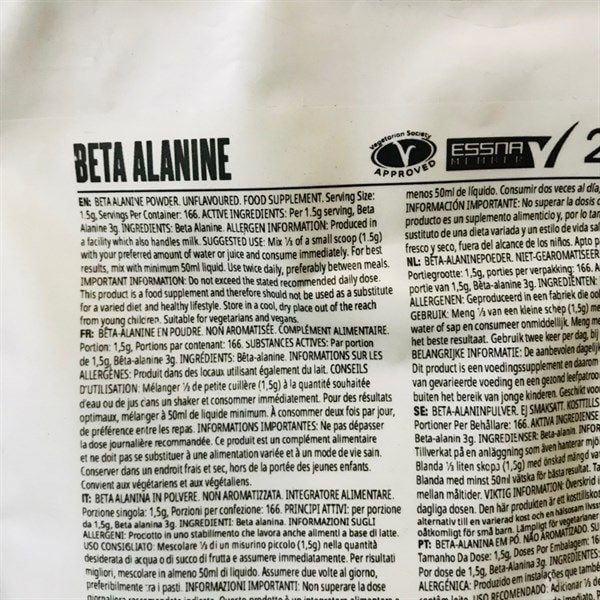 BETA ALANINE
Vegetarian Society
APPROVED
ESSNA
MEMBER
2
EN: BETA ALANINE POWDER. UNFLAVOURED. FOOD SUPPLEMENT. Serving Size:
1.5g, Servings Per Container: 166. ACTIVE INGREDIENTS: Per 1.5g serving, Beta
Alanine 3g. INGREDIENTS: Beta Alanine. ALLERGEN INFORMATION: Produced in
a facility which also handles milk. SUGGESTED USE: Mix ⅓ of a small scoop (1.5g)
with your preferred amount of water or juice and consume immediately. For best
results, mix with minimum 50ml liquid. Use twice daily, preferably between meals.
IMPORTANT INFORMATION: Do not exceed the stated recommended daily dose.
This product is a food supplement and therefore should not be used as a substitute
for a varied diet and healthy lifestyle. Store in a cool, dry place out of the reach
from young children. Suitable for vegetarians and vegans.
FR: BÊTA-ALANINE EN POUDRE. NON AROMATISÉE. COMPLÉMENT ALIMENTAIRE.
Portion: 1,5g, Portions par contenant: 166. SUBSTANCES ACTIVES: Par portion
de 1,5g, Bêta-alanine 3g. INGRÉDIENTS: Bêta-alanine. INFORMATIONS SUR LES
ALLERGÈNES: Produit dans des locaux utilisant également du lait. CONSEILS
D'UTILISATION: Mélanger ⅓ de petite cuillère (1,5g) à la quantité souhaitée
d'eau ou de jus dans un shaker et consommer immédiatement. Pour des résultats
optimaux, mélanger à 50ml de liquide minimum. À consommer deux fois par jour,
de préférence entre les repas. INFORMATIONS IMPORTANTES: Ne pas dépasser
la dose journalière recommandée. Ce produit est un complément alimentaire
et ne doit pas se substituer à une alimentation variée et à un mode de vie sain.
Conserver dans un endroit frais et sec, hors de la portée des jeunes enfants.
Convient aux végétariens et aux végétaliens.
IT: BETA ALANINA IN POLVERE. NON AROMATIZZATA. INTEGRATORE ALIMENTARE.
Porzione singola: 1,5g, Porzioni per confezione: 166. PRINCIPI ATTIVI: per porzione
da 1,5g, Beta alanina 3g. INGREDIENTI: Beta alanina. INFORMAZIONI SUGLI
ALLERGENI: Prodotto in uno stabilimento che lavora anche alimenti a base di latte.
USO CONSIGLIATO: Mescolare ⅓ di un misurino piccolo (1,5g) nella quantità
desiderata di acqua o di succo di frutta e assumere immediatamente. Per risultati
migliori, mescolare in almeno 50ml di liquido. Assumere due volte al giorno,
preferibilmente tra i pasti. INFORMAZIONI IMPORTANTI: Non superare la dose
menos 50ml de líquido. Consumir dos veces al día,
INFORMACIÓN IMPORTANTE: No superar la dosis
producto es un suplemento alimenticio y, por lo
sustituto de una dieta variada y un estilo de vida
fresco y seco, fuera del alcance de los niños. Apto
NL: BÈTA-ALANINEPOEDER. NIET-GEAROMATISEER
Portiegrootte: 1,5g, porties per verpakking: 166.
portie van 1,5g, Bèta-alanine 3g. INGREDIËNTEN:
ALLERGENEN: Geproduceerd in een fabriek die
GEBRUIK: Meng ⅓ van een kleine schep (1,5g)
water of sap en consumeer onmiddellijk. Meng
het beste resultaat. Gebruik twee keer per dag, bij
BELANGRIJKE INFORMATIE: De aanbevolen dagelijk
Dit product is een voedingssupplement en daarom
van gevarieerde voeding en een gezond leefpatroo
buiten het bereik van jonge kinderen. Geschikt voor
SE: BETA-ALANINPULVER. EJ SMAKSATT. KOSTTILLS
Portioner Per Behållare: 166. AKTIVA INGREDIENSE
Beta-alanin 3g. INGREDIENSER: Beta-alanin. INFOR
Tillverkat på en anläggning som även hanterar mjö
Blanda ⅓ liten skopa (1,5g) med önskad mängd
Blanda med minst 50ml vätska för bästa resultat.
mellan måltider. VIKTIG INFORMATION: Överskrid
dagliga dosen. Den här produkten är ett kosttillskot
alternativ till en varierad kost och en hälsosam livss
oåtkomligt för små barn. Lämpligt för vegetarianer
PT: BETA-ALANINA EM PÓ. NÃO AROMATIZADO.
Tamanho Da Dose: 1,5g, Doses Por Embalagem:
Por dose de 1,5g, Beta-alanina 3g. INGREDIENTES:
ALERGÉNICA: Produzido em instalações que també
USO RECOMENDADO: Adicionar ⅓ de